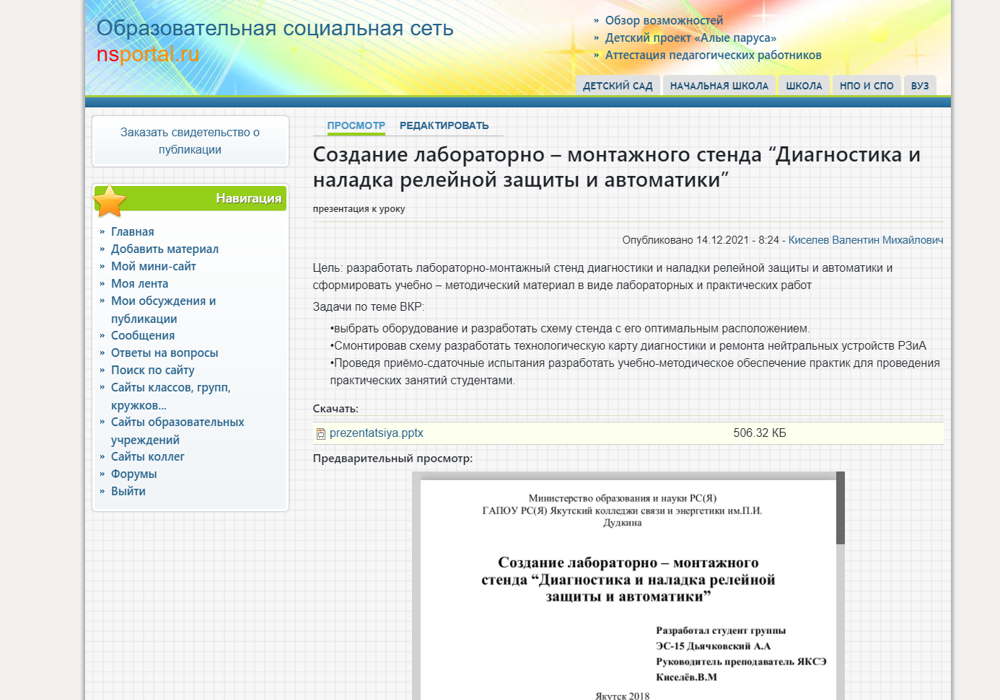 Образовательная социальная сеть
nsportal.ru
Обзор возможностей
Детский проект «Алые паруса»
Аттестация педагогических работников
ДЕТСКИЙ САД НАЧАЛЬНАЯ ШКОЛА ШКОЛА НПО И СПО ВУЗ
Заказать свидетельство о
публикации
Навигация
Главная
Добавить материал
Мой мини-сайт
Моя лента
Мои обсуждения и
публикации
Сообщения
Ответы на вопросы
Поиск по сайту
Сайты классов, групп,
кружков...
Сайты образовательных
учреждений
Сайты коллег
Форумы
Выйти
ПРОСМОТР РЕДАКТИРОВАТЬ
Создание лабораторно – монтажного стенда “Диагностика и
наладка релейной защиты и автоматики”
презентация к уроку
Опубликовано 14.12.2021 - 8:24 - Киселев Валентин Михайлович
Цель: разработать лабораторно-монтажный стенд диагностики и наладки релейной защиты и автоматики и
сформировать учебно – методический материал в виде лабораторных и практических работ
Задачи по теме ВКР:
•выбрать оборудование и разработать схему стенда с его оптимальным расположением.
•Смонтировав схему разработать технологическую карту диагностики и ремонта нейтральных устройств РЗиА
•Проведя приёмо-сдаточные испытания разработать учебно-методическое обеспечение практик для проведения
практических занятий студентами.
Скачать:
prezentatsiya.pptx 506.32 КБ
Предварительный просмотр:
Министерство образования и науки РС(Я)
ГАПОУ РС(Я) Якутский колледжи связи и энергетики им.П.И.
Дудкина
Создание лабораторно – монтажного
стенда “Диагностика и наладка релейной
защиты и автоматики”
Разработал студент группы
ЭС-15 Дьячковский А.А
Руководитель преподаватель ЯКСЭ
Киселёв.В.М
Якутск 2018